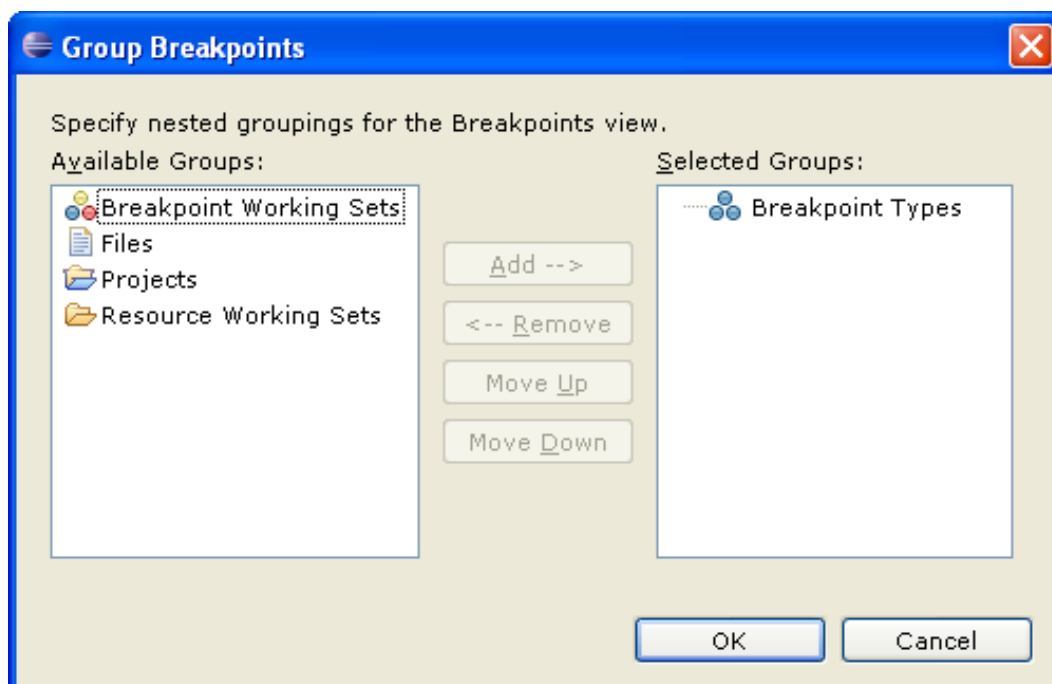 Group Breakpoints
Specify nested groupings for the Breakpoints view.
Available Groups:
Breakpoint Working Sets
Files
Projects
Resource Working Sets
Add -->
<-- Remove
Move Up
Move Down
Selected Groups:
Breakpoint Types
OK
Cancel